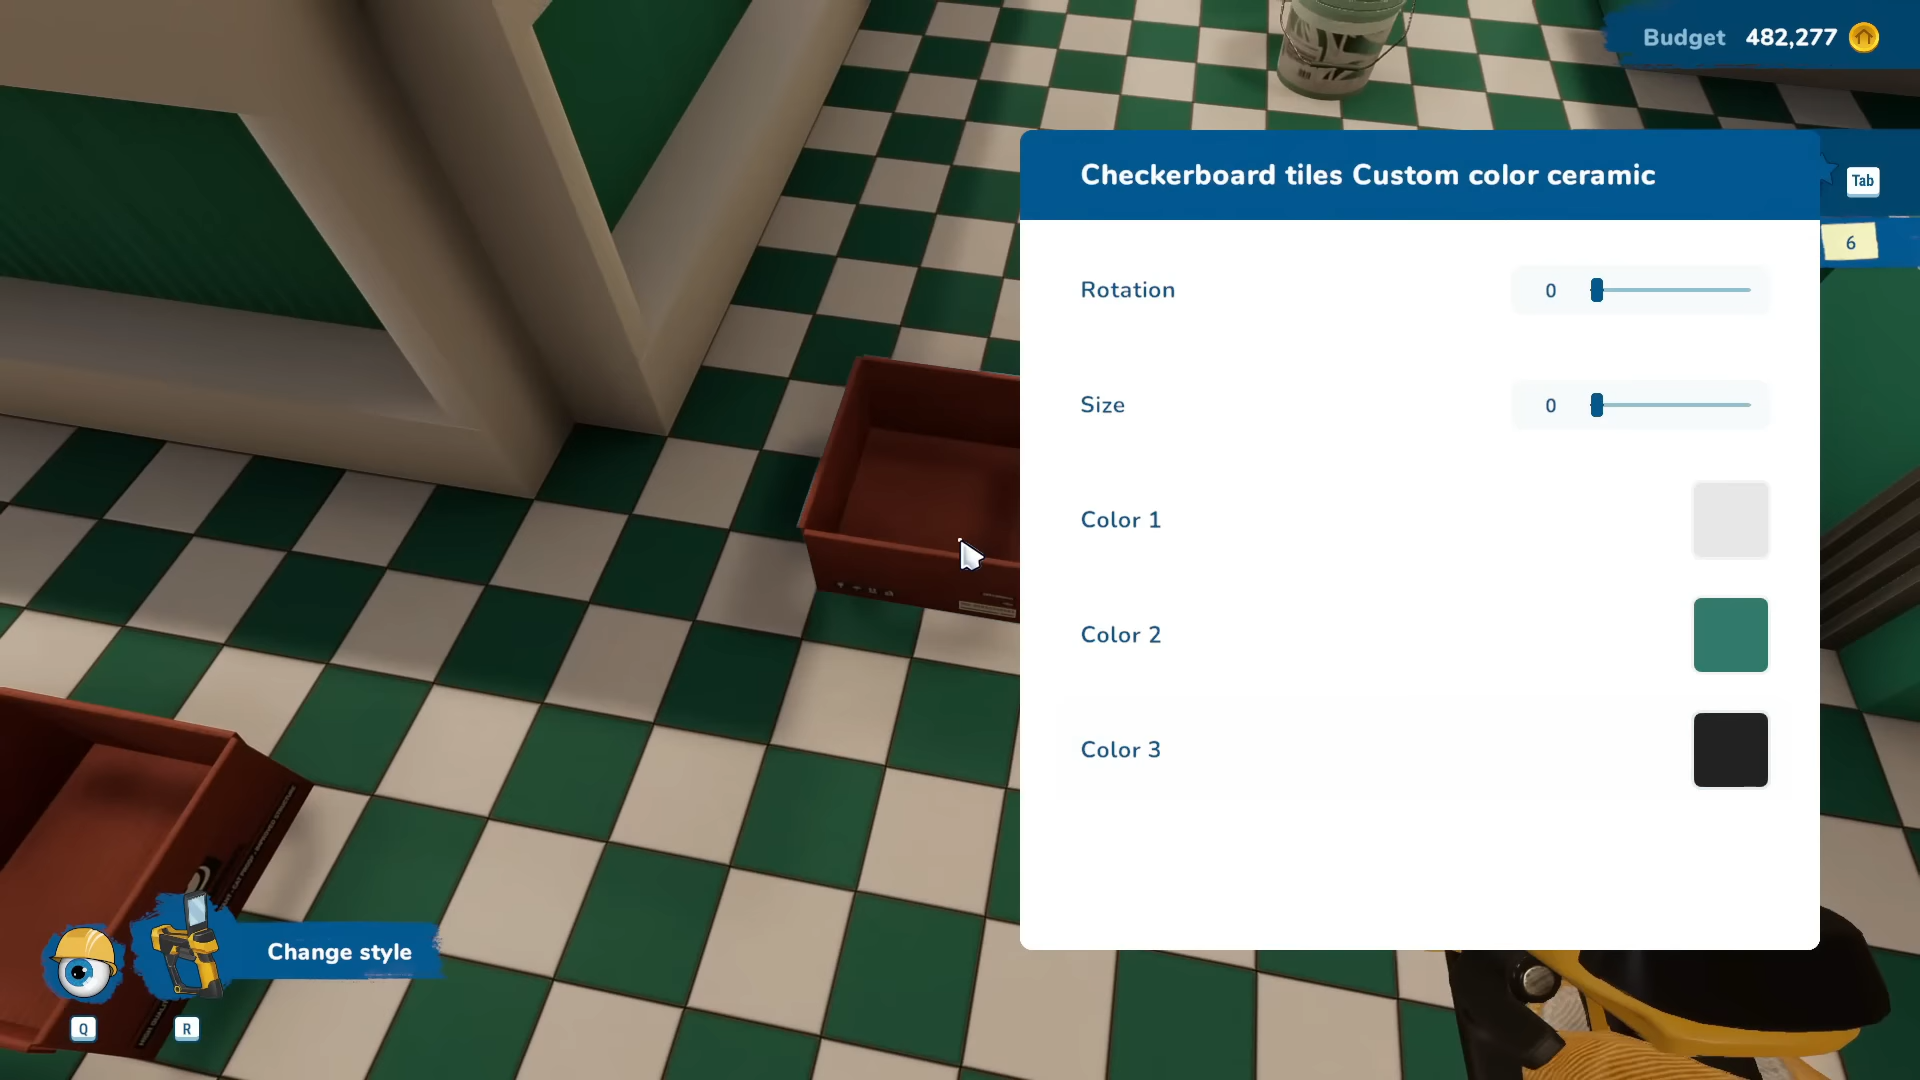 Budget 482,277
Checkerboard tiles Custom color ceramic
Tab
6
Rotation 0
Size 0
Color 1
Color 2
Color 3
Change style
Q R